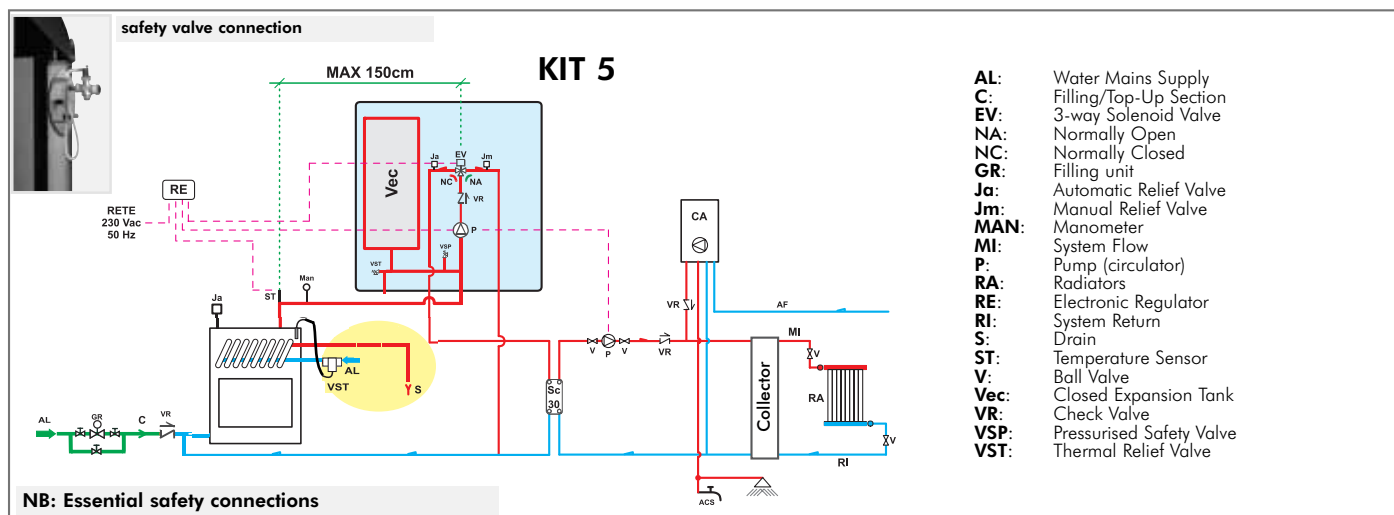 safety valve connection
KIT 5
MAX 150cm
Vec
Ja
EV
Jm
NC
NA
VR
P
VSP
VST
RE
RETE
230 Vac
50 Hz
ST
Man
Ja
AL
VST
S
CA
VR
AF
MI
V
P
V
VR
V
Sc
30
Collector
RA
V
RI
ACS
AL
GR
C
VR
NB: Essential safety connections
AL: Water Mains Supply
C: Filling/Top-Up Section
EV: 3-way Solenoid Valve
NA: Normally Open
NC: Normally Closed
GR: Filling unit
Ja: Automatic Relief Valve
Jm: Manual Relief Valve
MAN: Manometer
MI: System Flow
P: Pump (circulator)
RA: Radiators
RE: Electronic Regulator
RI: System Return
S: Drain
ST: Temperature Sensor
V: Ball Valve
Vec: Closed Expansion Tank
VR: Check Valve
VSP: Pressurised Safety Valve
VST: Thermal Relief Valve